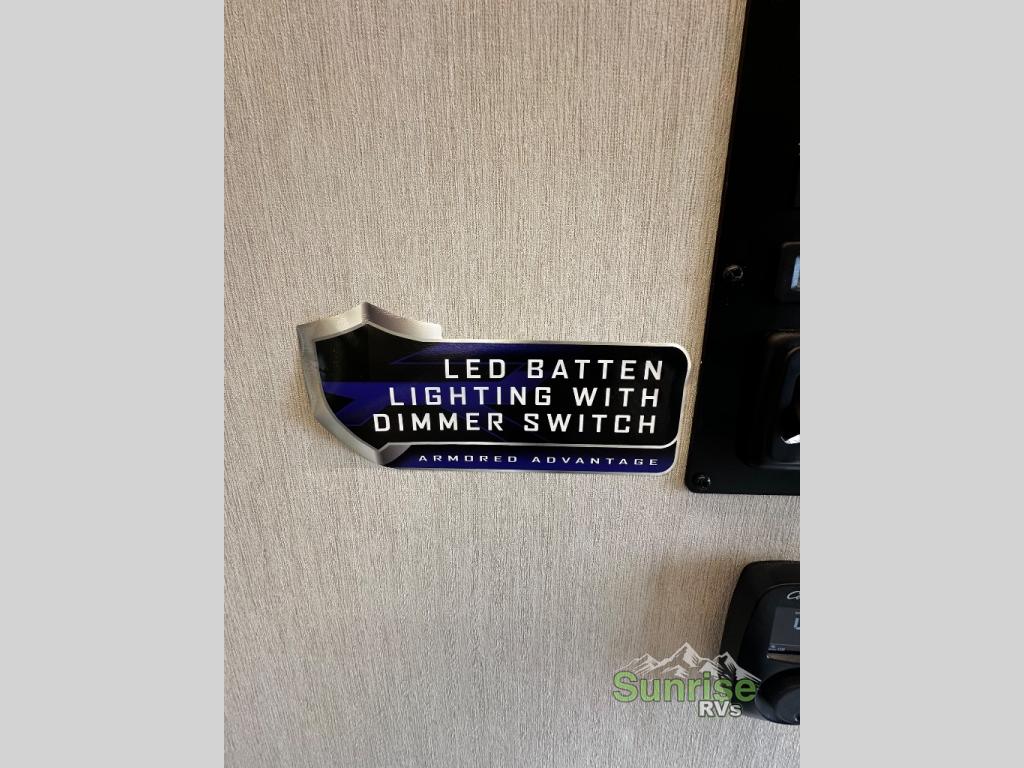 LED BATTEN
LIGHTING WITH
DIMMER SWITCH
ARMORED ADVANTAGE
Sunrise
RVs